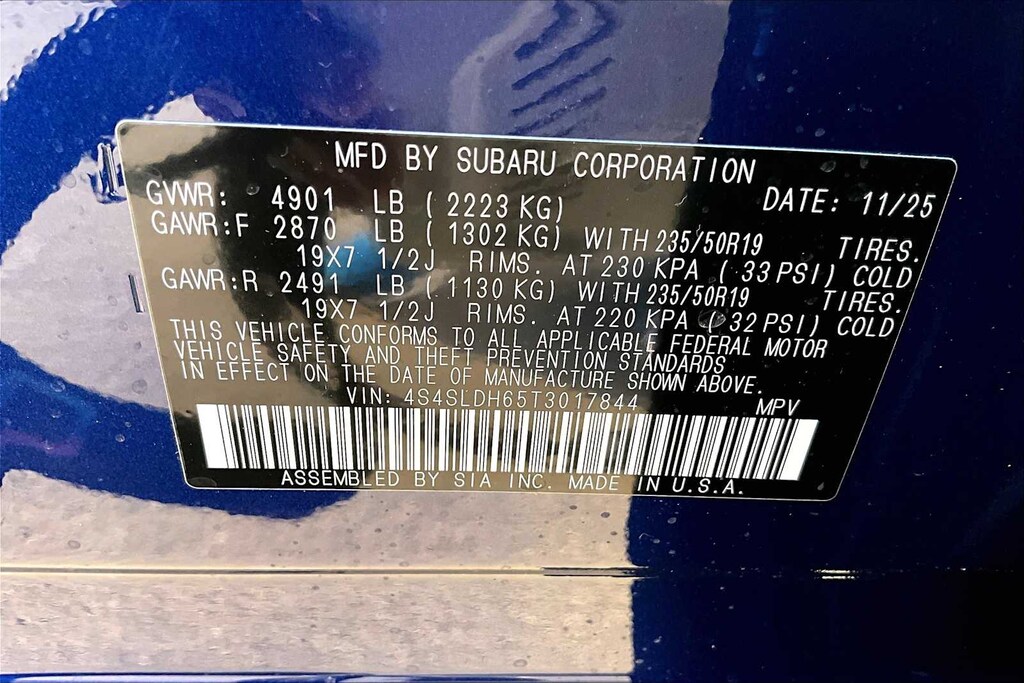 MFD BY SUBARU CORPORATION
GVWR: 4901 LB ( 2223 KG) DATE: 11/25
GAWR:F 2870 LB ( 1302 KG) WITH 235/50R19 TIRES.
19X7 1/2J RIMS. AT 230 KPA ( 33 PSI) COLD
GAWR:R 2491 LB ( 1130 KG) WITH 235/50R19 TIRES.
19X7 1/2J RIMS. AT 220 KPA ( 32 PSI) COLD
THIS VEHICLE CONFORMS TO ALL APPLICABLE FEDERAL MOTOR
VEHICLE SAFETY AND THEFT PREVENTION STANDARDS
IN EFFECT ON THE DATE OF MANUFACTURE SHOWN ABOVE.
VIN: 4S4SLDH65T3017844 MPV
ASSEMBLED BY SIA INC. MADE IN U.S.A.